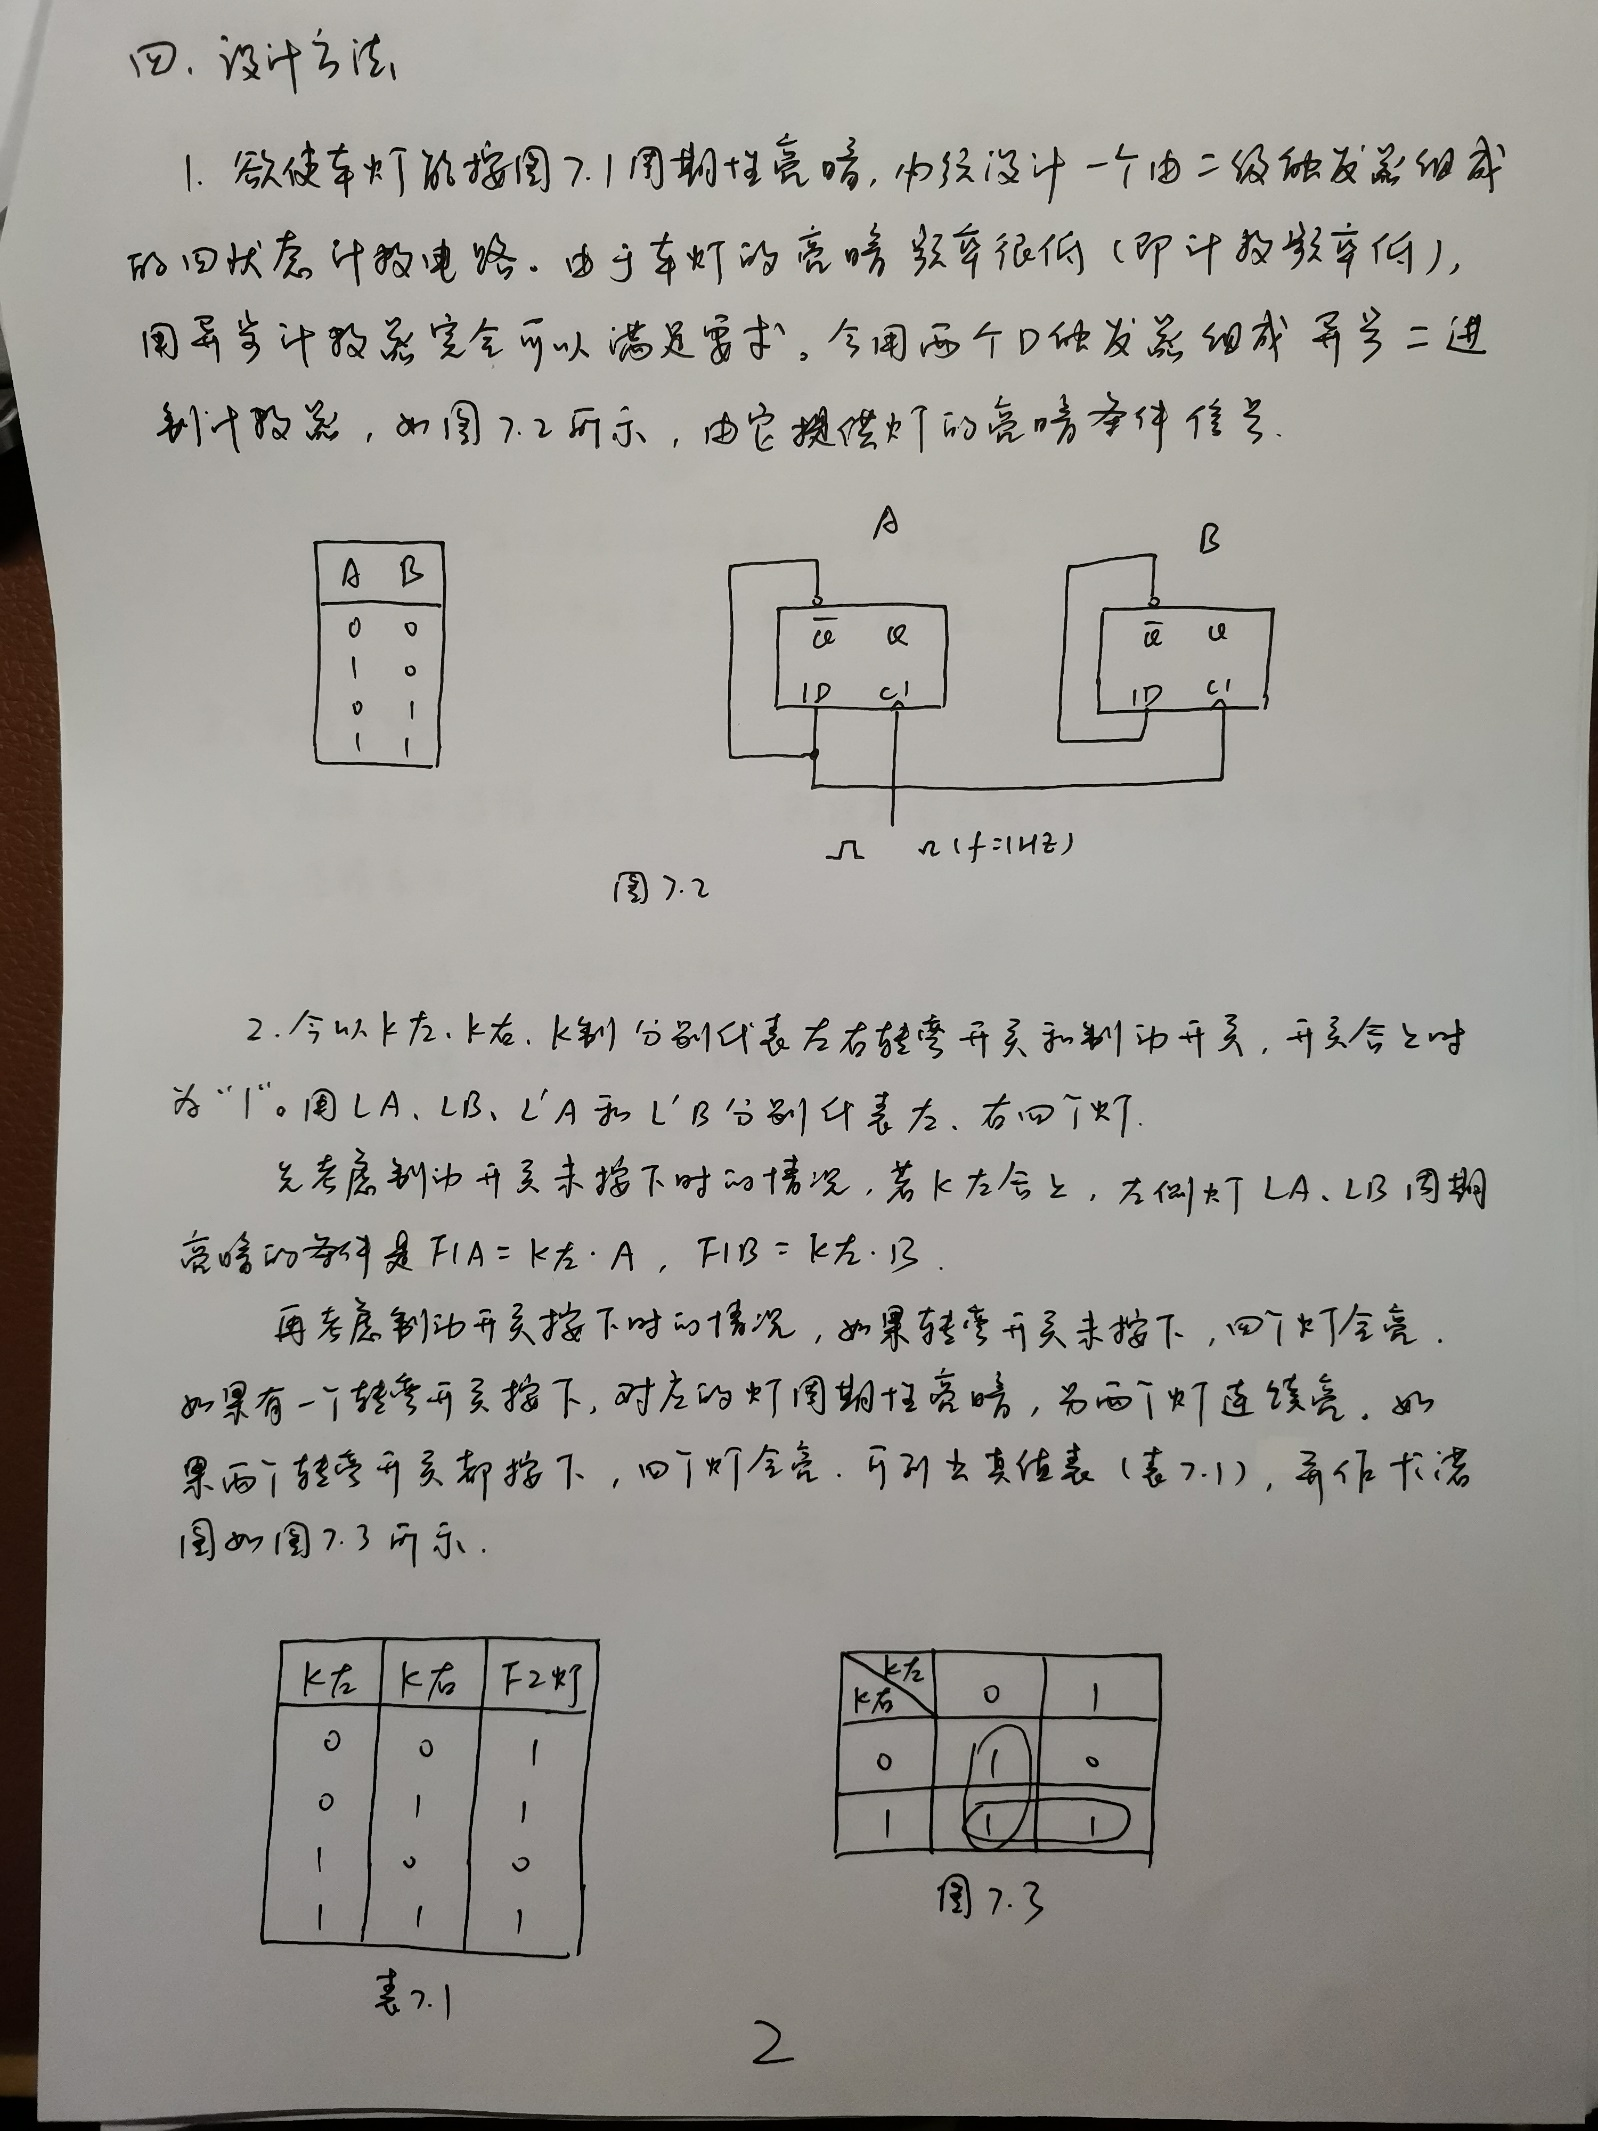 四、设计方法
1. 欲使车灯能按图7.1周期性亮暗,必须设计一个由二级触发器组成
的四状态计数电路。由于车灯的亮暗频率很低(即计数频率低),
用异步计数器完全可以满足要求。今用两个D触发器组成异步二进
制计数器,如图7.2所示,由它提供灯的亮暗条件信号.
A B
0 0
1 0
0 1
1 1
A
B
Q̅ Q
1D C1
Q̅ Q
1D C1
(f=1HZ)
图7.2
2. 今以K左、K右、K制分别代表左右转弯开关和制动开关,开关合上时
为"1"。用LA、LB、L'A和L'B分别代表左、右四个灯.
先考虑制动开关未按下时的情况,若K左合上,左侧灯LA、LB周期
亮暗的条件是F1A=K左·A,F1B=K左·B.
再考虑制动开关按下时的情况,如果转弯开关未按下,四个灯全亮.
如果有一个转弯开关按下,对应的灯周期性亮暗,另两个灯连续亮.如
果两个转弯开关都按下,四个灯全亮.可列出真值表(表7.1),并作卡诺
图如图7.3所示.
K左 K右 F2灯
0 0 1
0 1 1
1 0 0
1 1 1
表7.1
K左
K右 0 1
0 1 0
1 1 1
图7.3
2